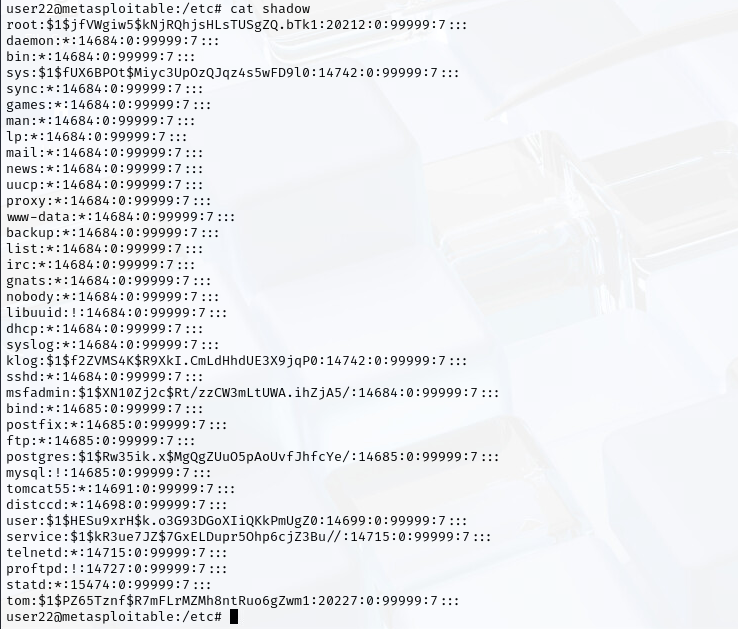 user22@metasploitable:/etc# cat shadow
root:$1$jfVWgiw5$kNjRQhjsHLsTUSgZQ.bTk1:20212:0:99999:7:::
daemon:*:14684:0:99999:7:::
bin:*:14684:0:99999:7:::
sys:$1$fUX6BPOt$Miyc3UpOzQJqz4s5wFD9l0:14742:0:99999:7:::
sync:*:14684:0:99999:7:::
games:*:14684:0:99999:7:::
man:*:14684:0:99999:7:::
lp:*:14684:0:99999:7:::
mail:*:14684:0:99999:7:::
news:*:14684:0:99999:7:::
uucp:*:14684:0:99999:7:::
proxy:*:14684:0:99999:7:::
www-data:*:14684:0:99999:7:::
backup:*:14684:0:99999:7:::
list:*:14684:0:99999:7:::
irc:*:14684:0:99999:7:::
gnats:*:14684:0:99999:7:::
nobody:*:14684:0:99999:7:::
libuuid:!:14684:0:99999:7:::
dhcp:*:14684:0:99999:7:::
syslog:*:14684:0:99999:7:::
klog:$1$f2ZVMS4K$R9XkI.CmLdHhdUE3X9jqP0:14742:0:99999:7:::
sshd:*:14684:0:99999:7:::
msfadmin:$1$XN10Zj2c$Rt/zzCW3mLtUWA.ihZjA5/:14684:0:99999:7:::
bind:*:14685:0:99999:7:::
postfix:*:14685:0:99999:7:::
ftp:*:14685:0:99999:7:::
postgres:$1$Rw35ik.x$MgQgZUuO5pAoUvfJhfcYe/:14685:0:99999:7:::
mysql:!:14685:0:99999:7:::
tomcat55:*:14691:0:99999:7:::
distccd:*:14698:0:99999:7:::
user:$1$HESu9xrH$k.o3G93DGoXIiQKkPmUgZ0:14699:0:99999:7:::
service:$1$kR3ue7JZ$7GxELDupr5Ohp6cjZ3Bu//:14715:0:99999:7:::
telnetd:*:14715:0:99999:7:::
proftpd:!:14727:0:99999:7:::
statd:*:15474:0:99999:7:::
tom:$1$PZ65Tznf$R7mFLrMZMh8ntRuo6gZwm1:20227:0:99999:7:::
user22@metasploitable:/etc#